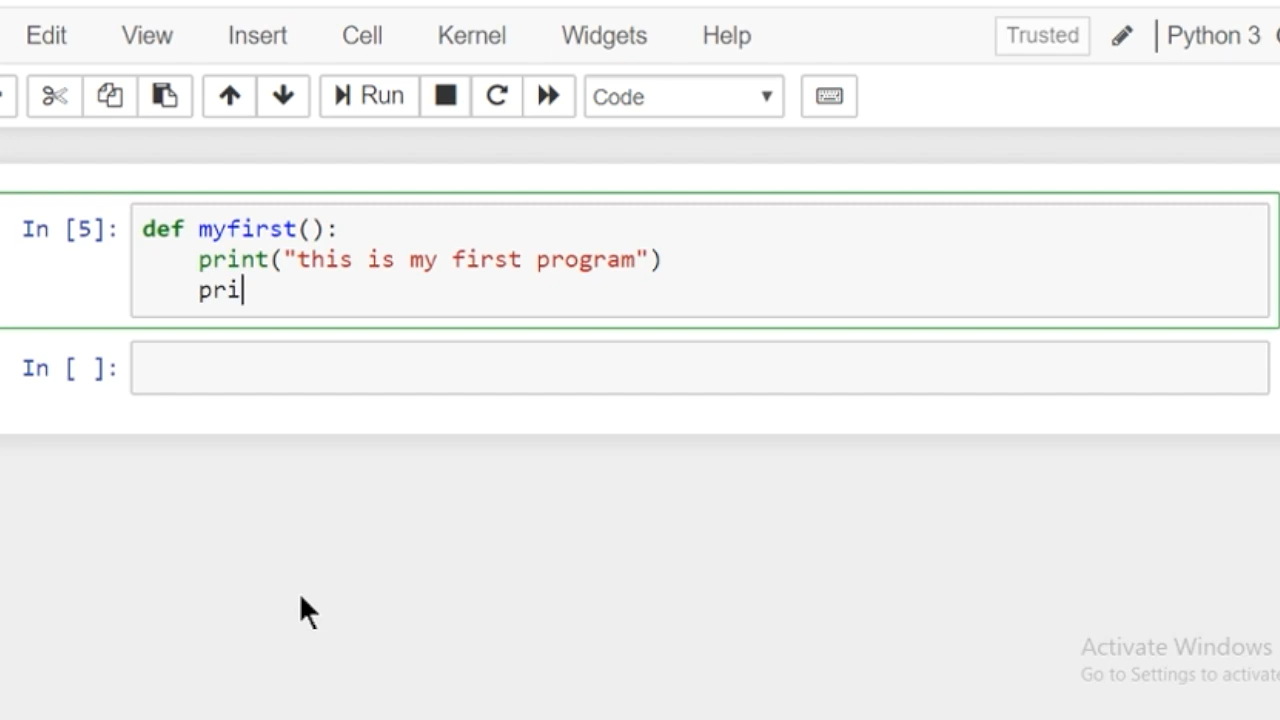 Edit View Insert Cell Kernel Widgets Help Trusted Python 3
Run Code
In [5]: def myfirst():
    print("this is my first program")
    pri
In [ ]:
Activate Windows
Go to Settings to activate